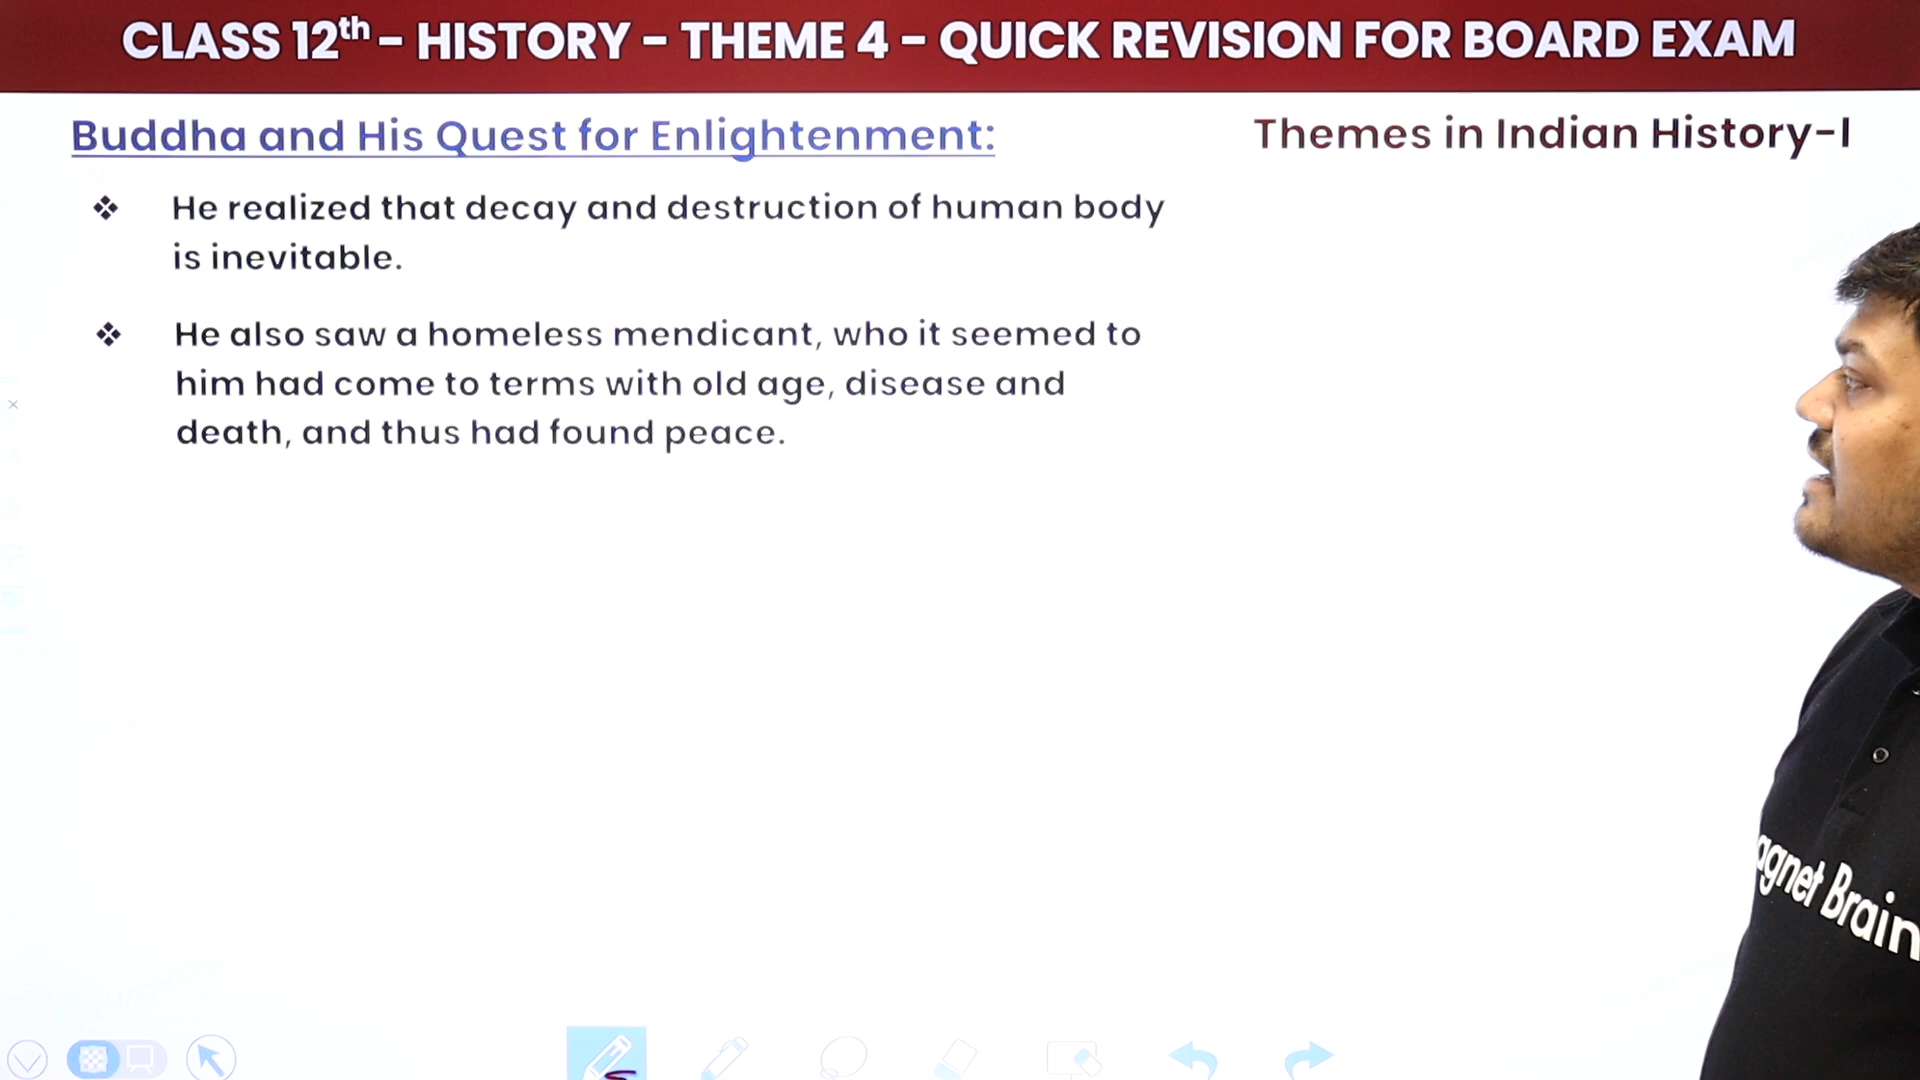 CLASS 12th - HISTORY - THEME 4 - QUICK REVISION FOR BOARD EXAM
Buddha and His Quest for Enlightenment:
Themes in Indian History-I
❖ He realized that decay and destruction of human body
is inevitable.
❖ He also saw a homeless mendicant, who it seemed to
him had come to terms with old age, disease and
death, and thus had found peace.
agnet Brain